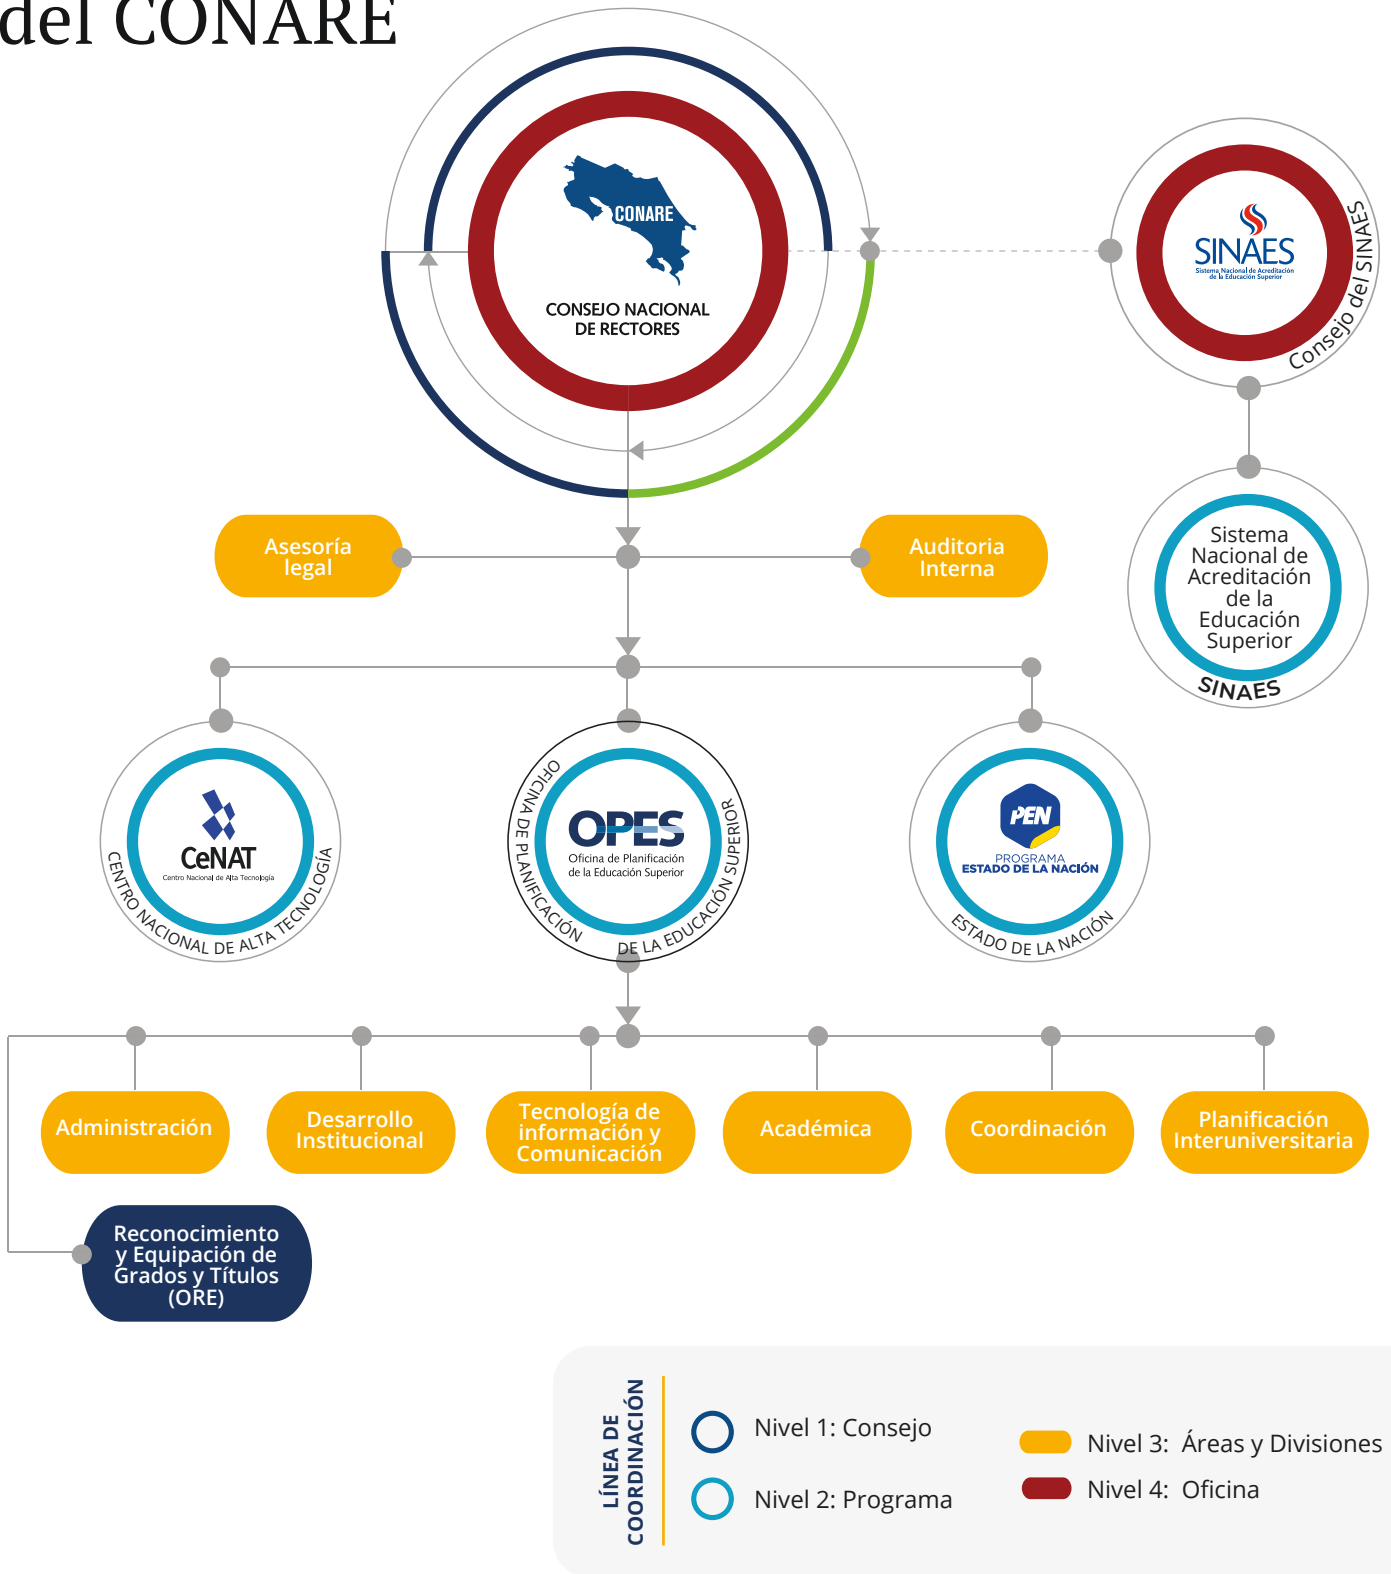 del CONARE
CONARE
CONSEJO NACIONAL
DE RECTORES
SINAES
Sistema Nacional de Acreditación
de la Educación Superior
Consejo del SINAES
Asesoría
legal
Auditoria
Interna
Sistema
Nacional de
Acreditación
de la
Educación
Superior
SINAES
CeNAT
Centro Nacional de Alta Tecnología
CENTRO NACIONAL DE ALTA TECNOLOGÍA
OPES
Oficina de Planificación
de la Educación Superior
OFICINA DE PLANIFICACIÓN
DE LA EDUCACIÓN SUPERIOR
PEN
PROGRAMA
ESTADO DE LA NACIÓN
ESTADO DE LA NACIÓN
Administración
Desarrollo
Institucional
Tecnología de
información y
Comunicación
Académica
Coordinación
Planificación
Interuniversitaria
Reconocimiento
y Equipación de
Grados y Títulos
(ORE)
LÍNEA DE
COORDINACIÓN
Nivel 1: Consejo
Nivel 2: Programa
Nivel 3: Áreas y Divisiones
Nivel 4: Oficina